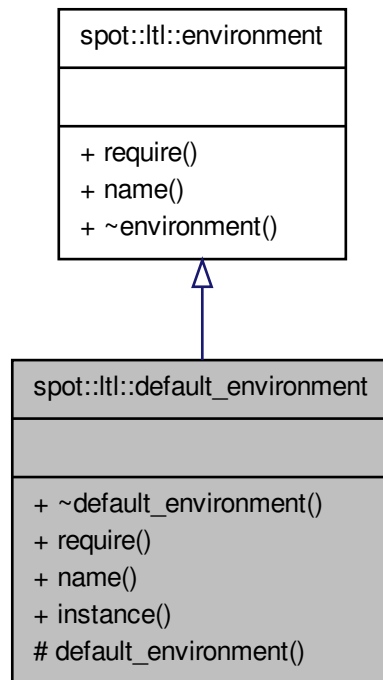 spot::ltl::environment
+ require()
+ name()
+ ~environment()
spot::ltl::default_environment
+ ~default_environment()
+ require()
+ name()
+ instance()
# default_environment()